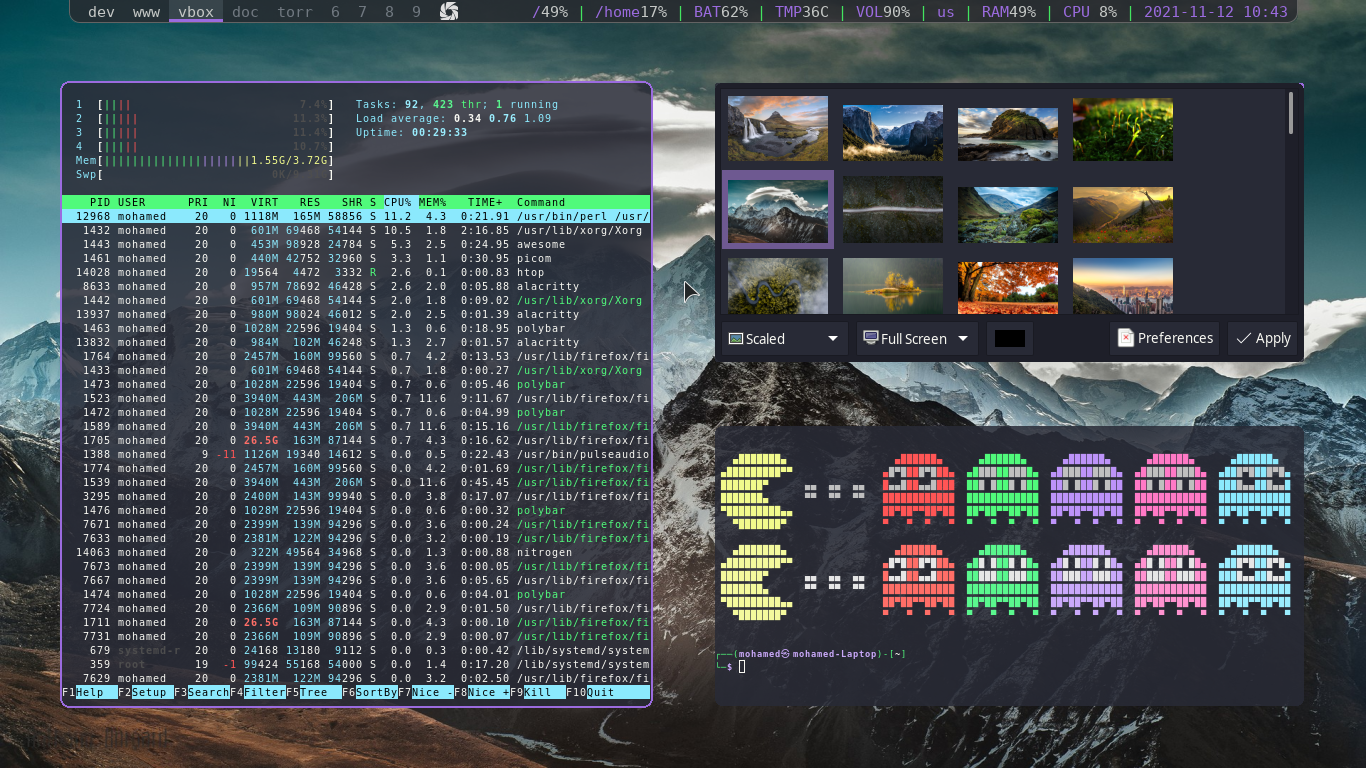 dev www vbox doc torr 6 7 8 9
/49% | /home17% | BAT62% | TMP36C | VOL90% | us | RAM49% | CPU 8% | 2021-11-12 10:43
1 [|||| 7.4%] Tasks: 92, 423 thr; 1 running
2 [||||| 11.3%] Load average: 0.34 0.76 1.09
3 [||||| 11.4%] Uptime: 00:29:33
4 [||||| 10.7%]
Mem[||||||||||||||||||||||||1.55G/3.72G]
Swp[ 0K/ ]
PID USER PRI NI VIRT RES SHR S CPU% MEM% TIME+ Command
12968 mohamed 20 0 1118M 165M 58856 S 11.2 4.3 0:21.91 /usr/bin/perl /usr/
1432 mohamed 20 0 601M 69468 54144 S 10.5 1.8 2:16.85 /usr/lib/xorg/Xorg
1443 mohamed 20 0 453M 98928 24784 S 5.3 2.5 0:24.95 awesome
1461 mohamed 20 0 440M 42752 32960 S 3.3 1.1 0:30.95 picom
14028 mohamed 20 0 19564 4472 3332 R 2.6 0.1 0:00.83 htop
8633 mohamed 20 0 957M 78692 46428 S 2.6 2.0 0:05.88 alacritty
1442 mohamed 20 0 601M 69468 54144 S 2.0 1.8 0:09.02 /usr/lib/xorg/Xorg
13937 mohamed 20 0 980M 98024 46012 S 2.0 2.5 0:01.39 alacritty
1463 mohamed 20 0 1028M 22596 19404 S 1.3 0.6 0:18.95 polybar
13832 mohamed 20 0 984M 102M 46248 S 1.3 2.7 0:01.57 alacritty
1764 mohamed 20 0 2457M 160M 99560 S 0.7 4.2 0:13.53 /usr/lib/firefox/fi
1433 mohamed 20 0 601M 69468 54144 S 0.7 1.8 0:00.27 /usr/lib/xorg/Xorg
1473 mohamed 20 0 1028M 22596 19404 S 0.7 0.6 0:05.46 polybar
1523 mohamed 20 0 3940M 443M 206M S 0.7 11.6 9:11.67 /usr/lib/firefox/fi
1472 mohamed 20 0 1028M 22596 19404 S 0.7 0.6 0:04.99 polybar
1589 mohamed 20 0 3940M 443M 206M S 0.7 11.6 0:15.16 /usr/lib/firefox/fi
1705 mohamed 20 0 26.5G 163M 87144 S 0.7 4.3 0:16.62 /usr/lib/firefox/fi
1388 mohamed 9 -11 1126M 19340 14612 S 0.0 0.5 0:22.43 /usr/bin/pulseaudio
1774 mohamed 20 0 2457M 160M 99560 S 0.0 4.2 0:01.69 /usr/lib/firefox/fi
1539 mohamed 20 0 3940M 443M 206M S 0.0 11.6 0:45.45 /usr/lib/firefox/fi
3295 mohamed 20 0 2400M 143M 99940 S 0.0 3.8 0:17.07 /usr/lib/firefox/fi
1476 mohamed 20 0 1028M 22596 19404 S 0.0 0.6 0:00.32 polybar
7671 mohamed 20 0 2399M 139M 94296 S 0.0 3.6 0:00.24 /usr/lib/firefox/fi
7633 mohamed 20 0 2381M 122M 94296 S 0.0 3.2 0:00.19 /usr/lib/firefox/fi
14063 mohamed 20 0 322M 49564 34968 S 0.0 1.3 0:00.88 nitrogen
7673 mohamed 20 0 2399M 139M 94296 S 0.0 3.6 0:00.05 /usr/lib/firefox/fi
7667 mohamed 20 0 2399M 139M 94296 S 0.0 3.6 0:05.65 /usr/lib/firefox/fi
1474 mohamed 20 0 1028M 22596 19404 S 0.0 0.6 0:04.01 polybar
7724 mohamed 20 0 2366M 109M 90896 S 0.0 2.9 0:01.50 /usr/lib/firefox/fi
1711 mohamed 20 0 26.5G 163M 87144 S 0.0 4.3 0:00.10 /usr/lib/firefox/fi
7731 mohamed 20 0 2366M 109M 90896 S 0.0 2.9 0:00.07 /usr/lib/firefox/fi
679 systemd-r 20 0 24168 13180 9112 S 0.0 0.3 0:00.42 /lib/systemd/system
359 root 19 -1 99424 55168 54000 S 0.0 1.4 0:17.20 /lib/systemd/system
7629 mohamed 20 0 2381M 122M 94296 S 0.0 3.2 0:02.50 /usr/lib/firefox/fi
F1Help F2Setup F3SearchF4FilterF5Tree F6SortByF7Nice -F8Nice +F9Kill F10Quit
Scaled Full Screen Preferences Apply
┌──(mohamed㉿mohamed-Laptop)-[~]
└─$